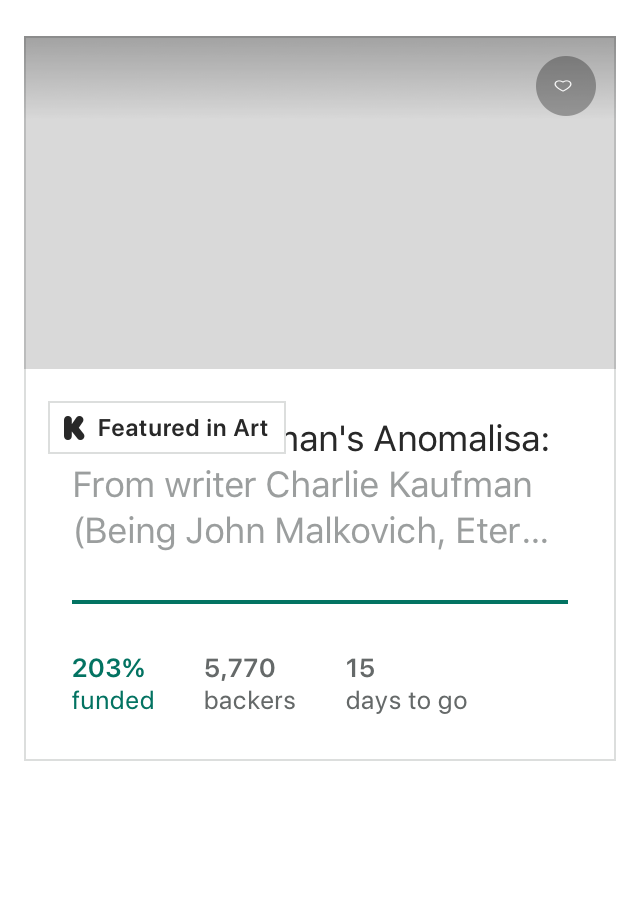 Featured in Art
man's Anomalisa:
From writer Charlie Kaufman
(Being John Malkovich, Eter...
203%
funded
5,770
backers
15
days to go